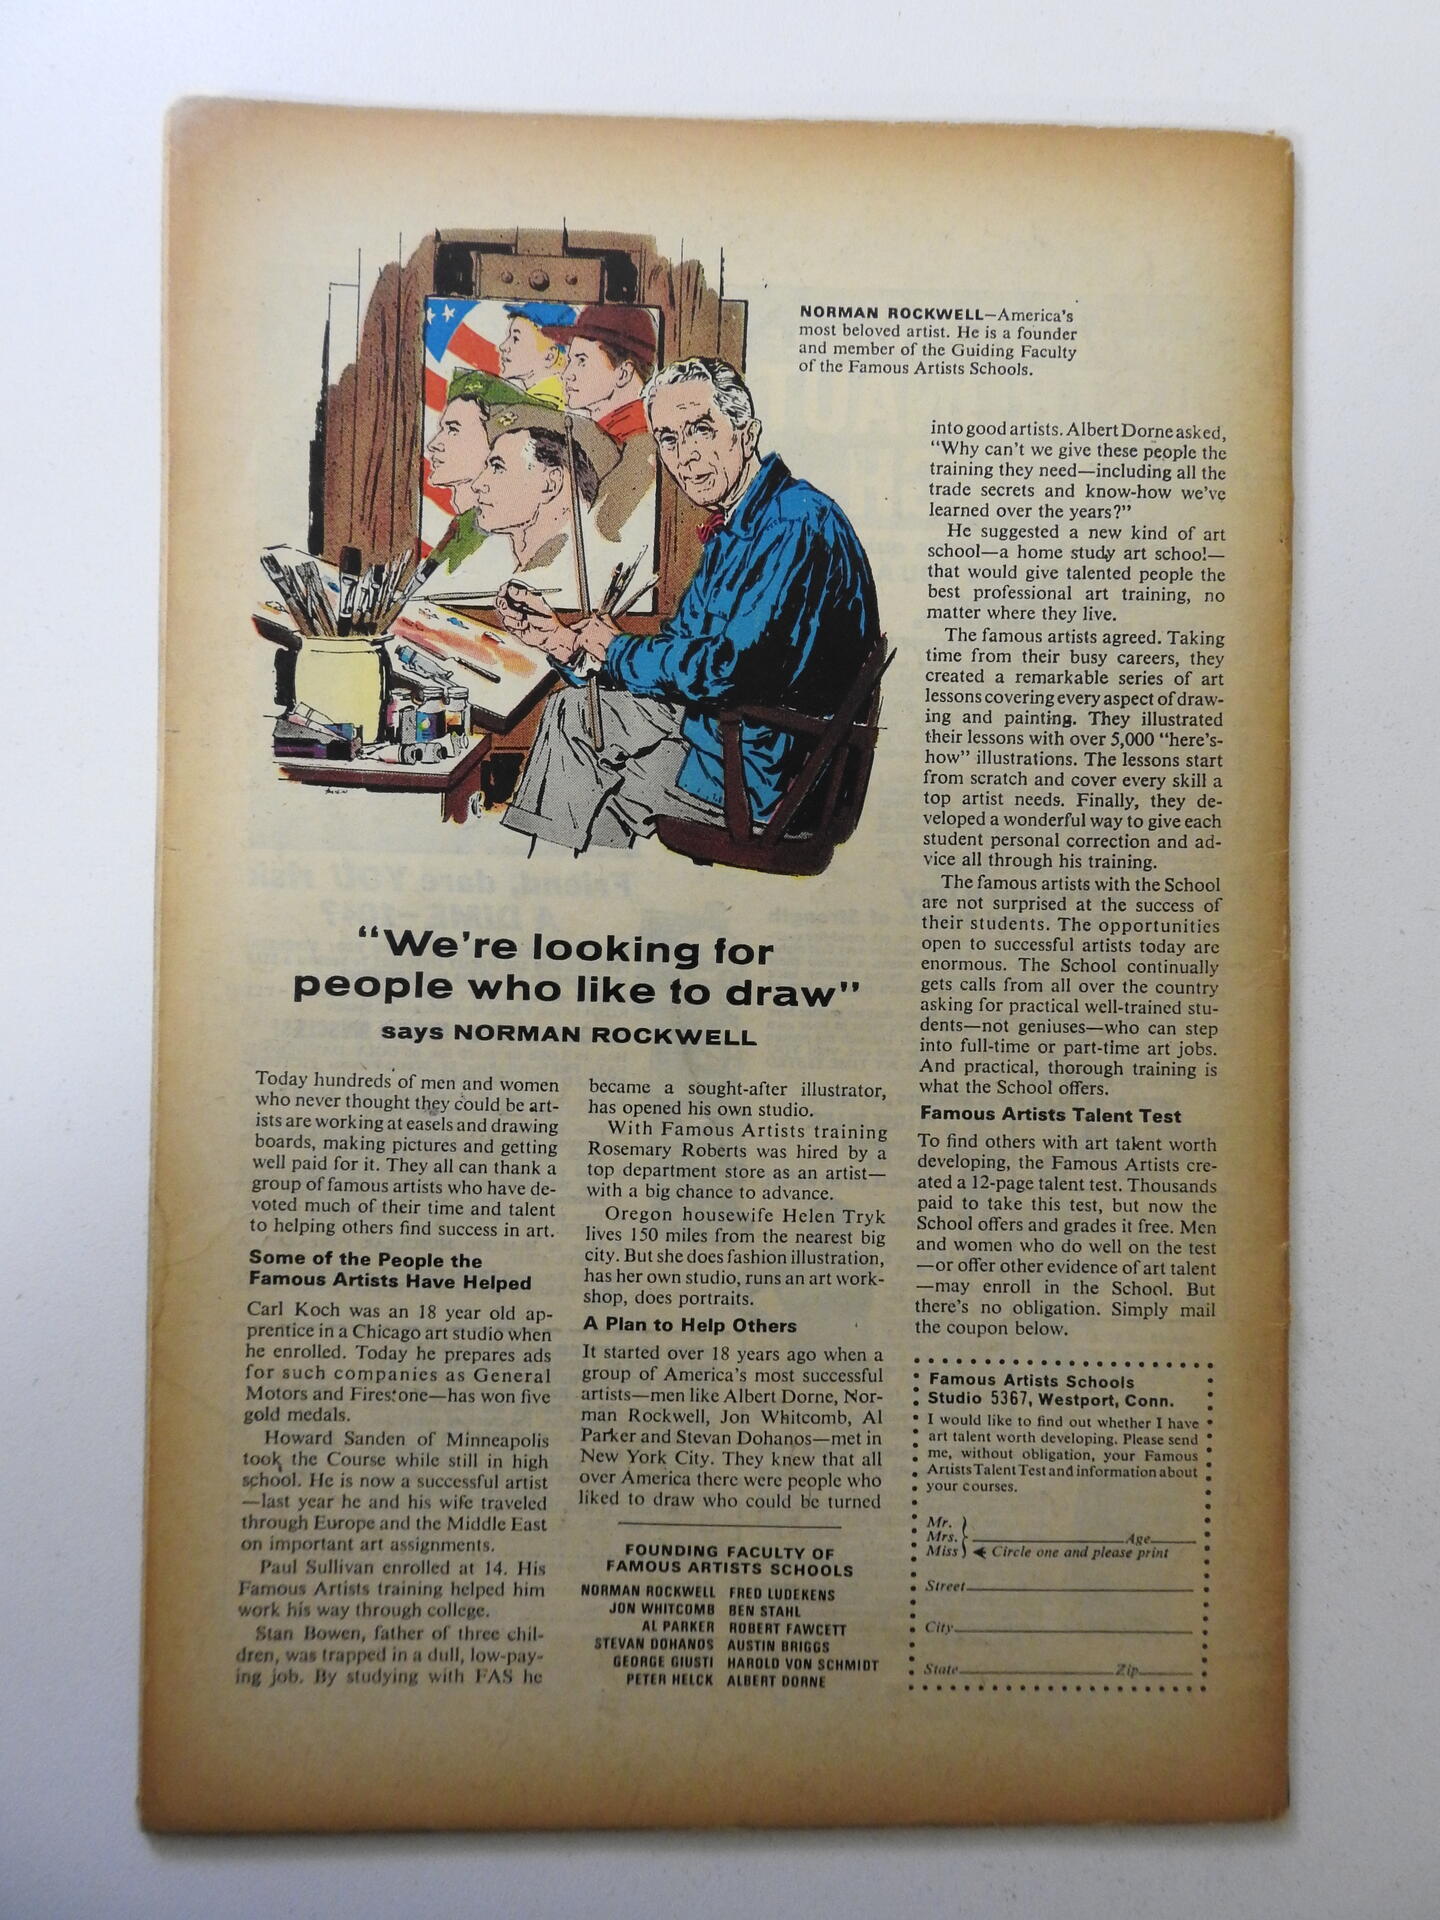 NORMAN ROCKWELL—America's
most beloved artist. He is a founder
and member of the Guiding Faculty
of the Famous Artists Schools.
"We're looking for
people who like to draw"
says NORMAN ROCKWELL
Today hundreds of men and women
who never thought they could be art-
ists are working at easels and drawing
boards, making pictures and getting
well paid for it. They all can thank a
group of famous artists who have de-
voted much of their time and talent
to helping others find success in art.
Some of the People the
Famous Artists Have Helped
Carl Koch was an 18 year old ap-
prentice in a Chicago art studio when
he enrolled. Today he prepares ads
for such companies as General
Motors and Firestone—has won five
gold medals.
Howard Sanden of Minneapolis
took the Course while still in high
school. He is now a successful artist
—last year he and his wife traveled
through Europe and the Middle East
on important art assignments.
Paul Sullivan enrolled at 14. His
Famous Artists training helped him
work his way through college.
Stan Bowen, father of three chil-
dren, was trapped in a dull, low-pay-
ing job. By studying with FAS he
became a sought-after illustrator,
has opened his own studio.
With Famous Artists training
Rosemary Roberts was hired by a
top department store as an artist—
with a big chance to advance.
Oregon housewife Helen Tryk
lives 150 miles from the nearest big
city. But she does fashion illustration,
has her own studio, runs an art work-
shop, does portraits.
A Plan to Help Others
It started over 18 years ago when a
group of America's most successful
artists—men like Albert Dorne, Nor-
man Rockwell, Jon Whitcomb, Al
Parker and Stevan Dohanos—met in
New York City. They knew that all
over America there were people who
liked to draw who could be turned
FOUNDING FACULTY OF
FAMOUS ARTISTS SCHOOLS
NORMAN ROCKWELL FRED LUDEKENS
JON WHITCOMB BEN STAHL
AL PARKER ROBERT FAWCETT
STEVAN DOHANOS AUSTIN BRIGGS
GEORGE GIUSTI HAROLD VON SCHMIDT
PETER HELCK ALBERT DORNE
into good artists. Albert Dorne asked,
"Why can't we give these people the
training they need—including all the
trade secrets and know-how we've
learned over the years?"
He suggested a new kind of art
school—a home study art school—
that would give talented people the
best professional art training, no
matter where they live.
The famous artists agreed. Taking
time from their busy careers, they
created a remarkable series of art
lessons covering every aspect of draw-
ing and painting. They illustrated
their lessons with over 5,000 "here's-
how" illustrations. The lessons start
from scratch and cover every skill a
top artist needs. Finally, they de-
veloped a wonderful way to give each
student personal correction and ad-
vice all through his training.
The famous artists with the School
are not surprised at the success of
their students. The opportunities
open to successful artists today are
enormous. The School continually
gets calls from all over the country
asking for practical well-trained stu-
dents—not geniuses—who can step
into full-time or part-time art jobs.
And practical, thorough training is
what the School offers.
Famous Artists Talent Test
To find others with art talent worth
developing, the Famous Artists cre-
ated a 12-page talent test. Thousands
paid to take this test, but now the
School offers and grades it free. Men
and women who do well on the test
—or offer other evidence of art talent
—may enroll in the School. But
there's no obligation. Simply mail
the coupon below.
Famous Artists Schools
Studio 5367, Westport, Conn.
I would like to find out whether I have
art talent worth developing. Please send
me, without obligation, your Famous
Artists Talent Test and information about
your courses.
Mr.
Mrs. Age
Miss Circle one and please print
Street
City
State Zip